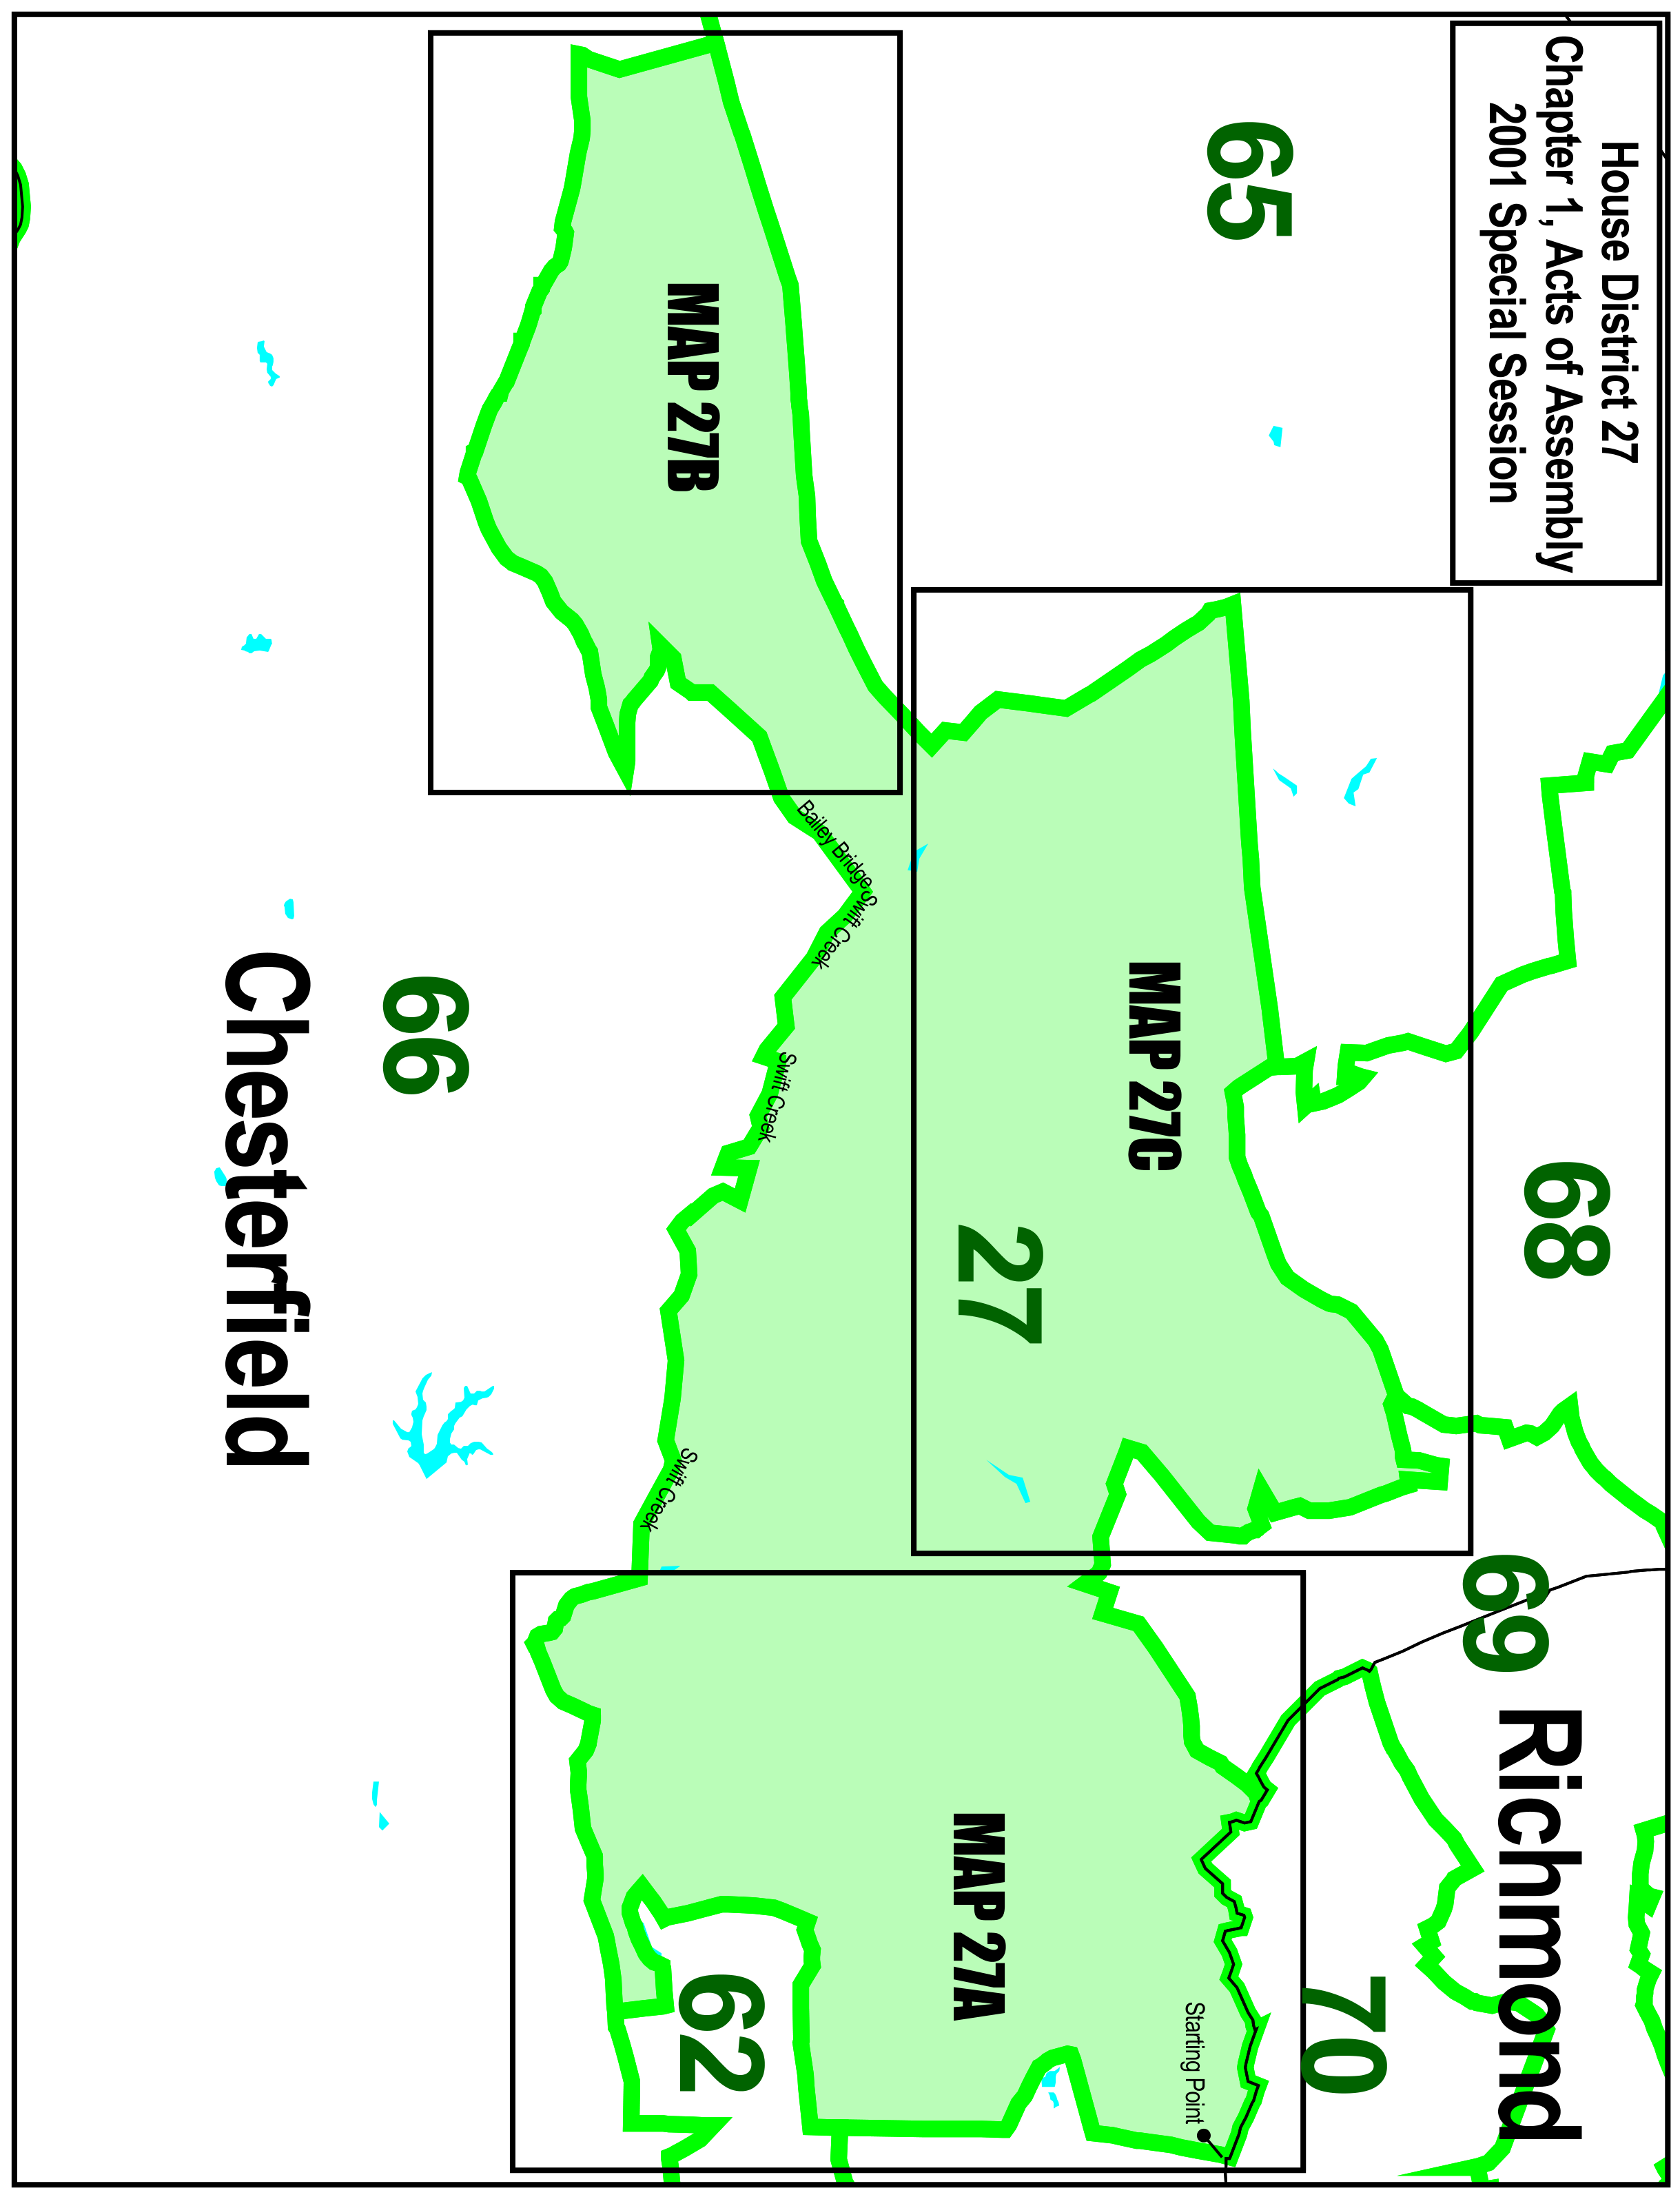 House District 27
Chapter 1, Acts of Assembly
2001 Special Session
68
69
Richmond
70
65
MAP 27C
27
MAP 27A
Starting Point
MAP 27B
Bailey Bridge
Swift Creek
Swift Creek
Swift Creek
62
66
Chesterfield